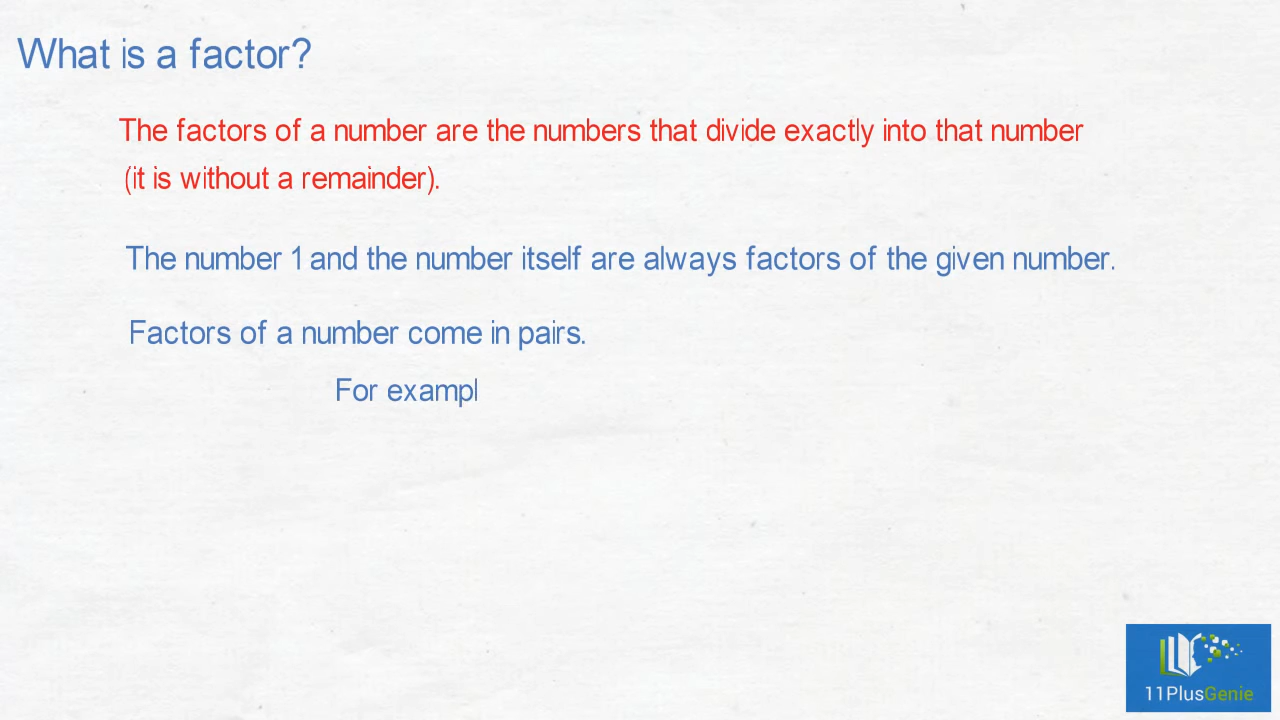 What is a factor?
The factors of a number are the numbers that divide exactly into that number
(it is without a remainder).
The number 1 and the number itself are always factors of the given number.
Factors of a number come in pairs.
For exampl
11PlusGenie